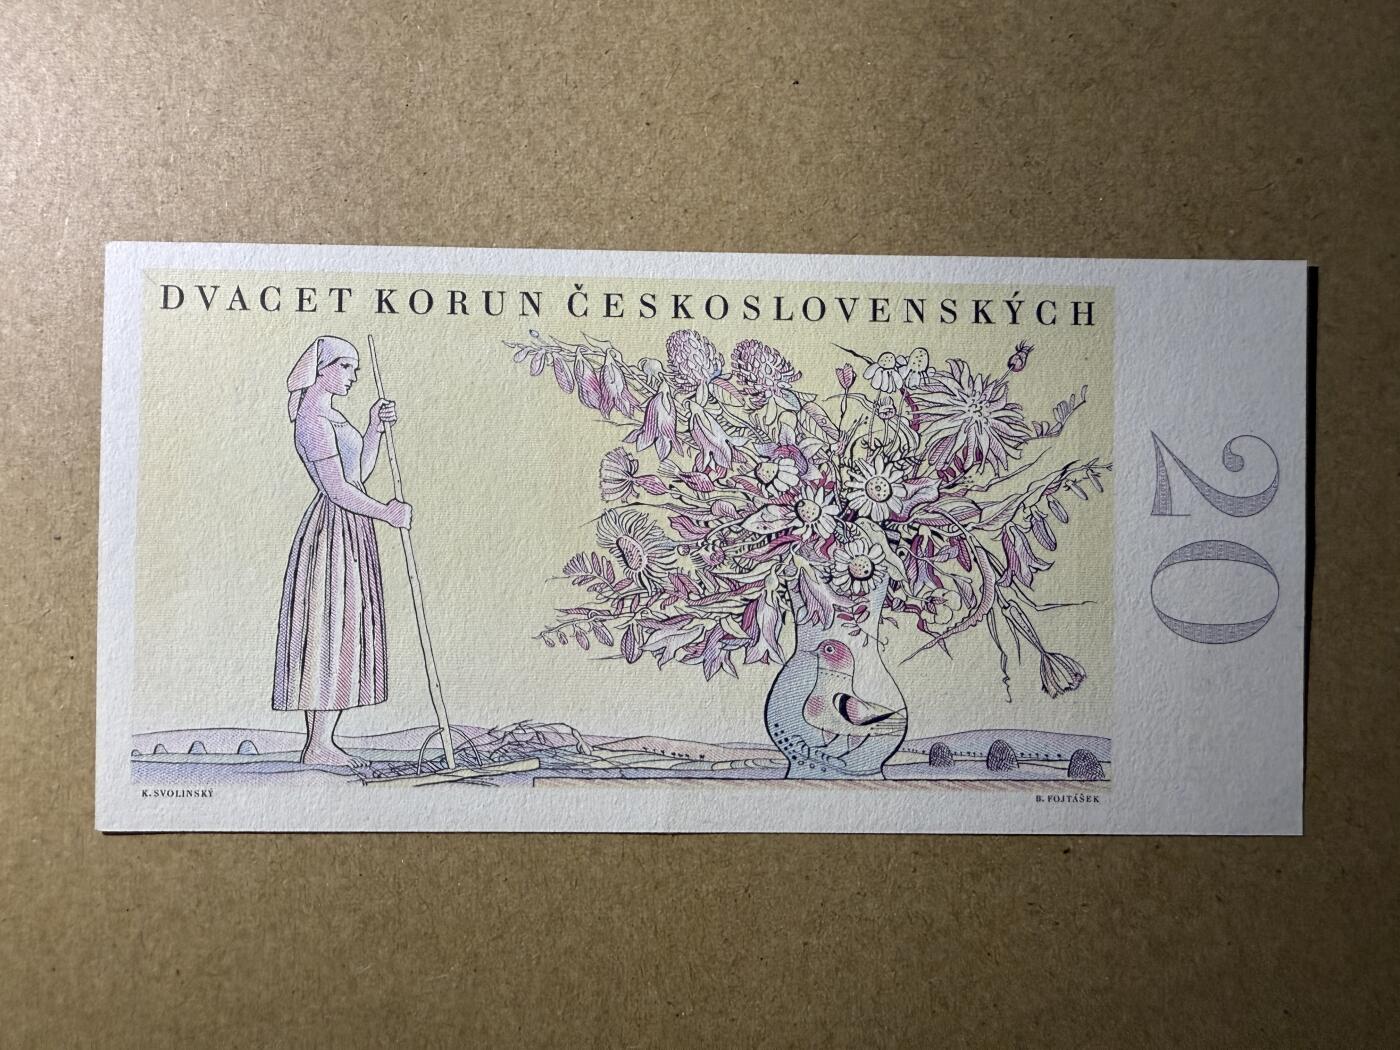 DVACET KORUN ČESKOSLOVENSKÝCH
20
K. SVOLINSKÝ
B. FOJTÁŠEK